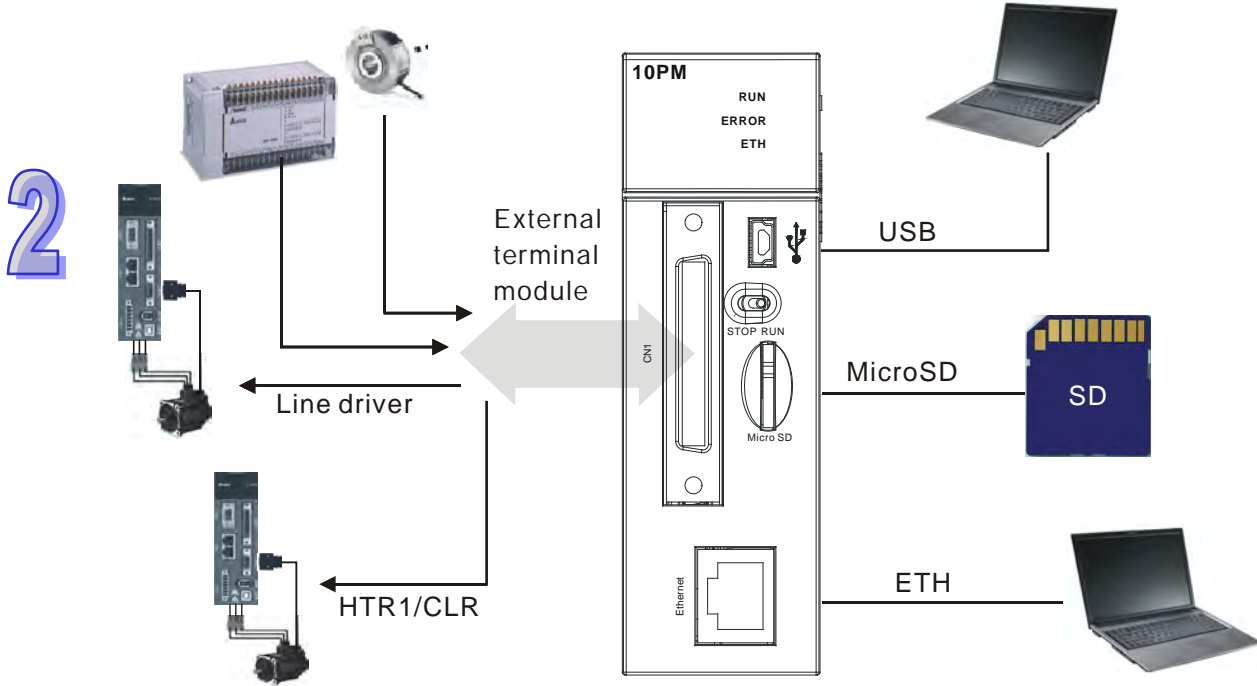 2
10PM
RUN
ERROR
ETH
External
terminal
module
CN1
STOP RUN
Micro SD
Ethernet
USB
MicroSD
SD
ETH
Line driver
HTR1/CLR